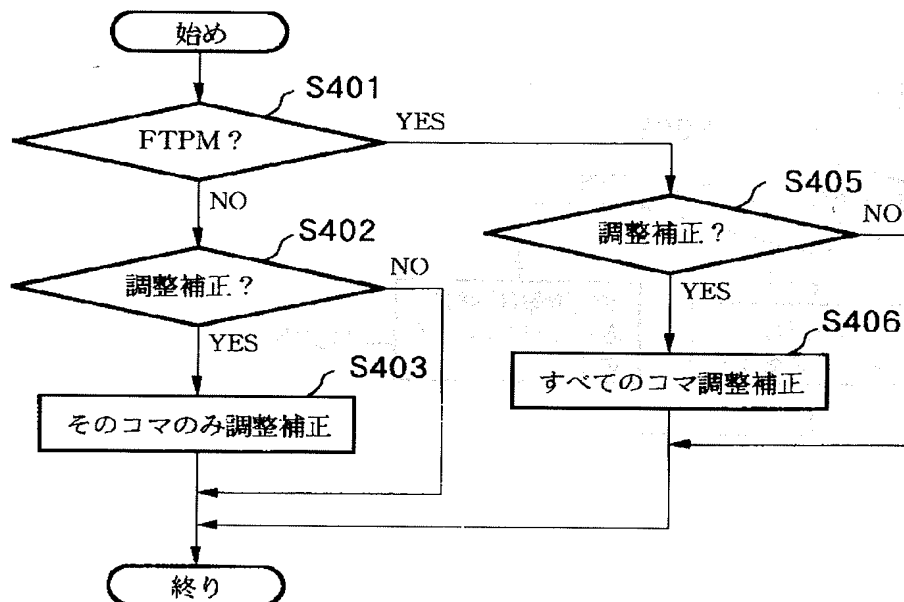 始め
S401
FTPM？
YES
NO
S402
調整補正？
NO
YES
S403
そのコマのみ調整補正
S405
調整補正？
NO
YES
S406
すべてのコマ調整補正
終り